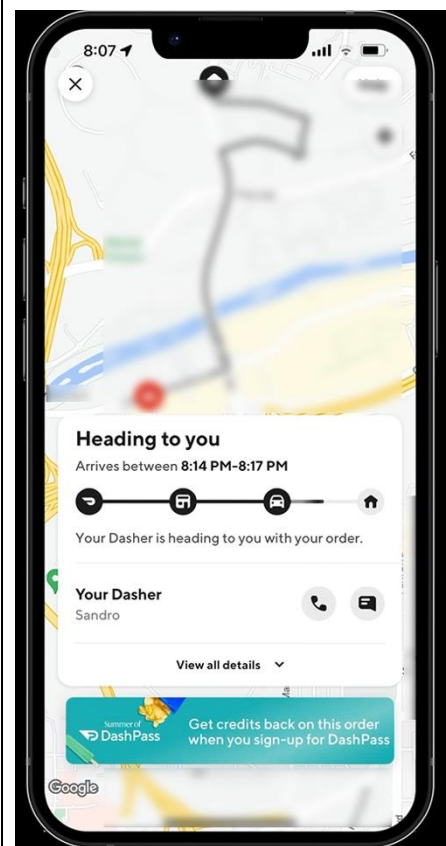 8:07
Heading to you
Arrives between 8:14 PM-8:17 PM
Your Dasher is heading to you with your order.
Your Dasher
Sandro
View all details
Summer of
DashPass
Get credits back on this order
when you sign-up for DashPass
Google